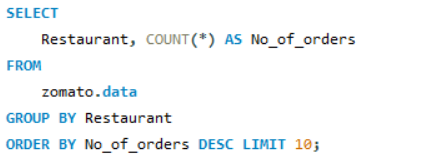 SELECT
Restaurant, COUNT(*) AS No_of_orders
FROM
zomato.data
GROUP BY Restaurant
ORDER BY No_of_orders DESC LIMIT 10;